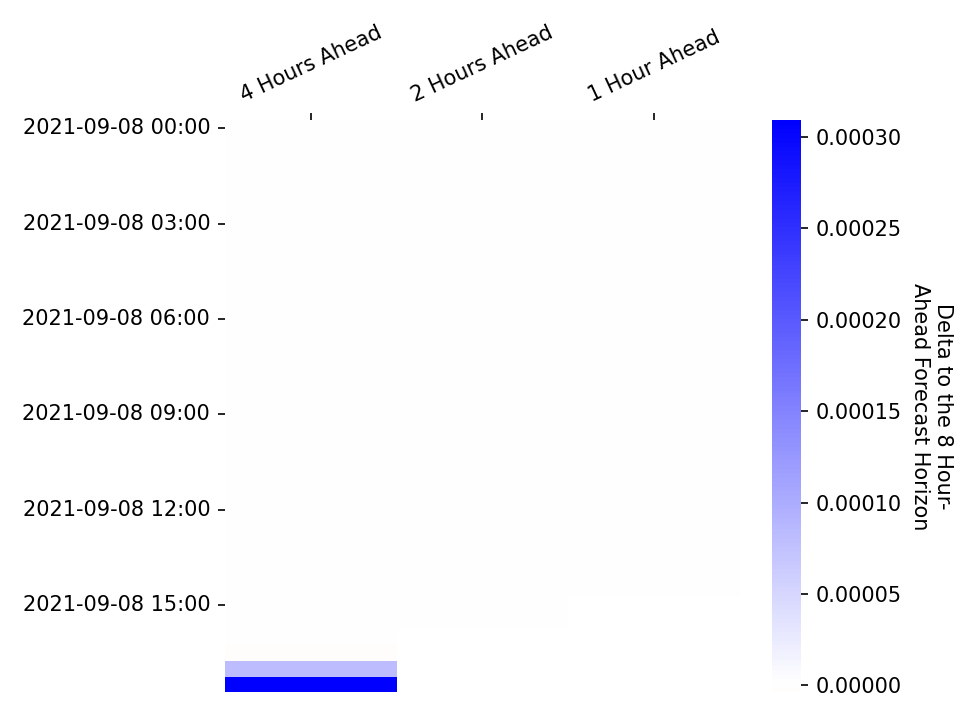 4 Hours Ahead
2 Hours Ahead
1 Hour Ahead
2021-09-08 00:00
2021-09-08 03:00
2021-09-08 06:00
2021-09-08 09:00
2021-09-08 12:00
2021-09-08 15:00
0.00030
0.00025
0.00020
0.00015
0.00010
0.00005
0.00000
Delta to the 8 Hour-
Ahead Forecast Horizon